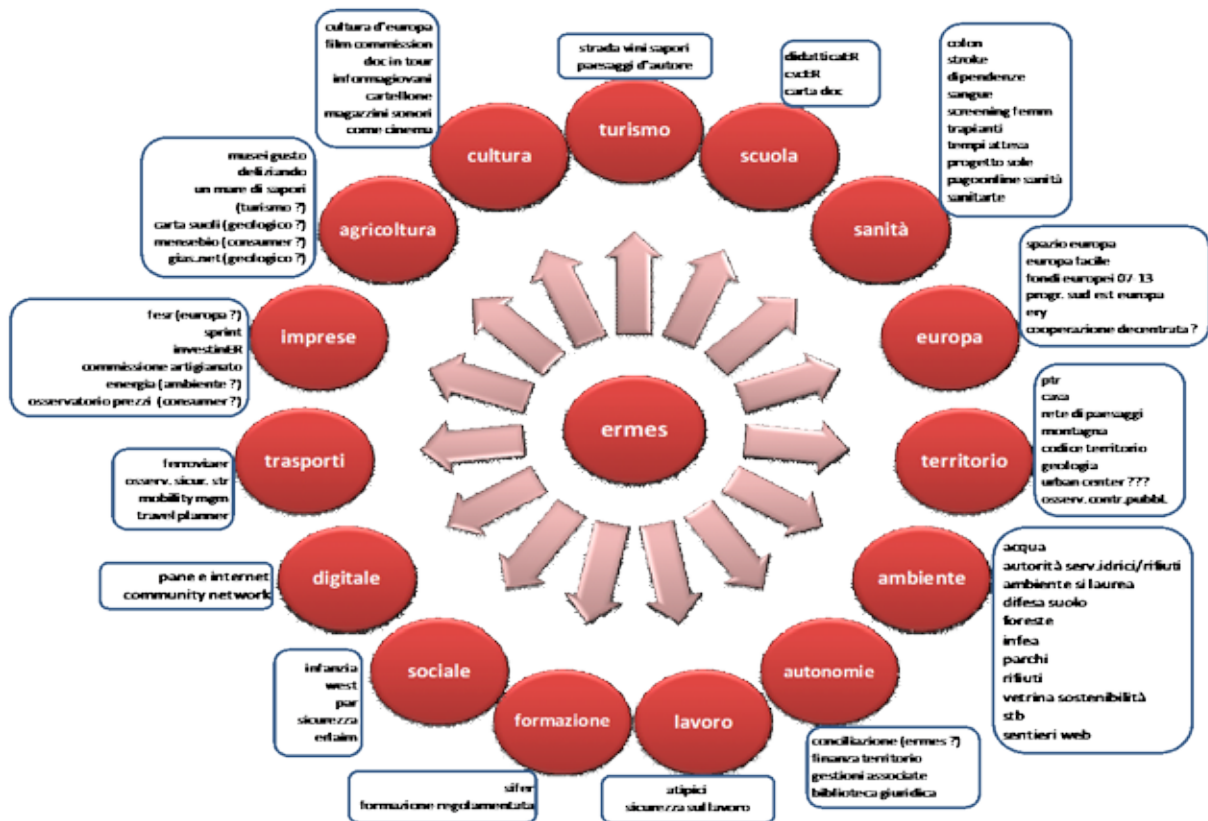 cultura d'europa
film commission
doc in tour
informagiovani
cartellone
magazzini sonori
come cinema
cultura
strada vini sapori
paesaggi d'autore
turismo
didatticaER
cscER
carta doc
scuola
colon
stroke
dipendenze
sangue
screening femm
trapianti
tempi attesa
progetto sole
pagoonline sanità
sanitarte
sanità
spazio europa
europa facile
fondi europei 07 13
progr. sud est europa
ery
cooperazione decentrata ?
europa
ptr
casa
rete di paesaggi
montagna
codice territorio
geologia
urban center ???
osserv. contr.pubbl.
territorio
acqua
autorità serv.idrici/rifiuti
ambiente si laurea
difesa suolo
foreste
infea
parchi
rifiuti
vetrina sostenibilità
stb
sentieri web
ambiente
autonomie
conciliazione (ermes ?)
finanza territorio
gestioni associate
biblioteca giuridica
lavoro
atipici
sicurezza sul lavoro
formazione
sifer
formazione regolamentata
sociale
infanzia
west
par
sicurezza
erlaim
digitale
pane e internet
community network
trasporti
ferroviaer
osserv. sicur. str
mobility mgm
travel planner
imprese
fesr (europa ?)
sprint
investinER
commissione artigianato
energia (ambiente ?)
osservatorio prezzi (consumer ?)
agricoltura
musei gusto
deliziando
un mare di sapori
(turismo ?)
carta suoli (geologico ?)
mensebio (consumer ?)
gias.net (geologico ?)
ermes